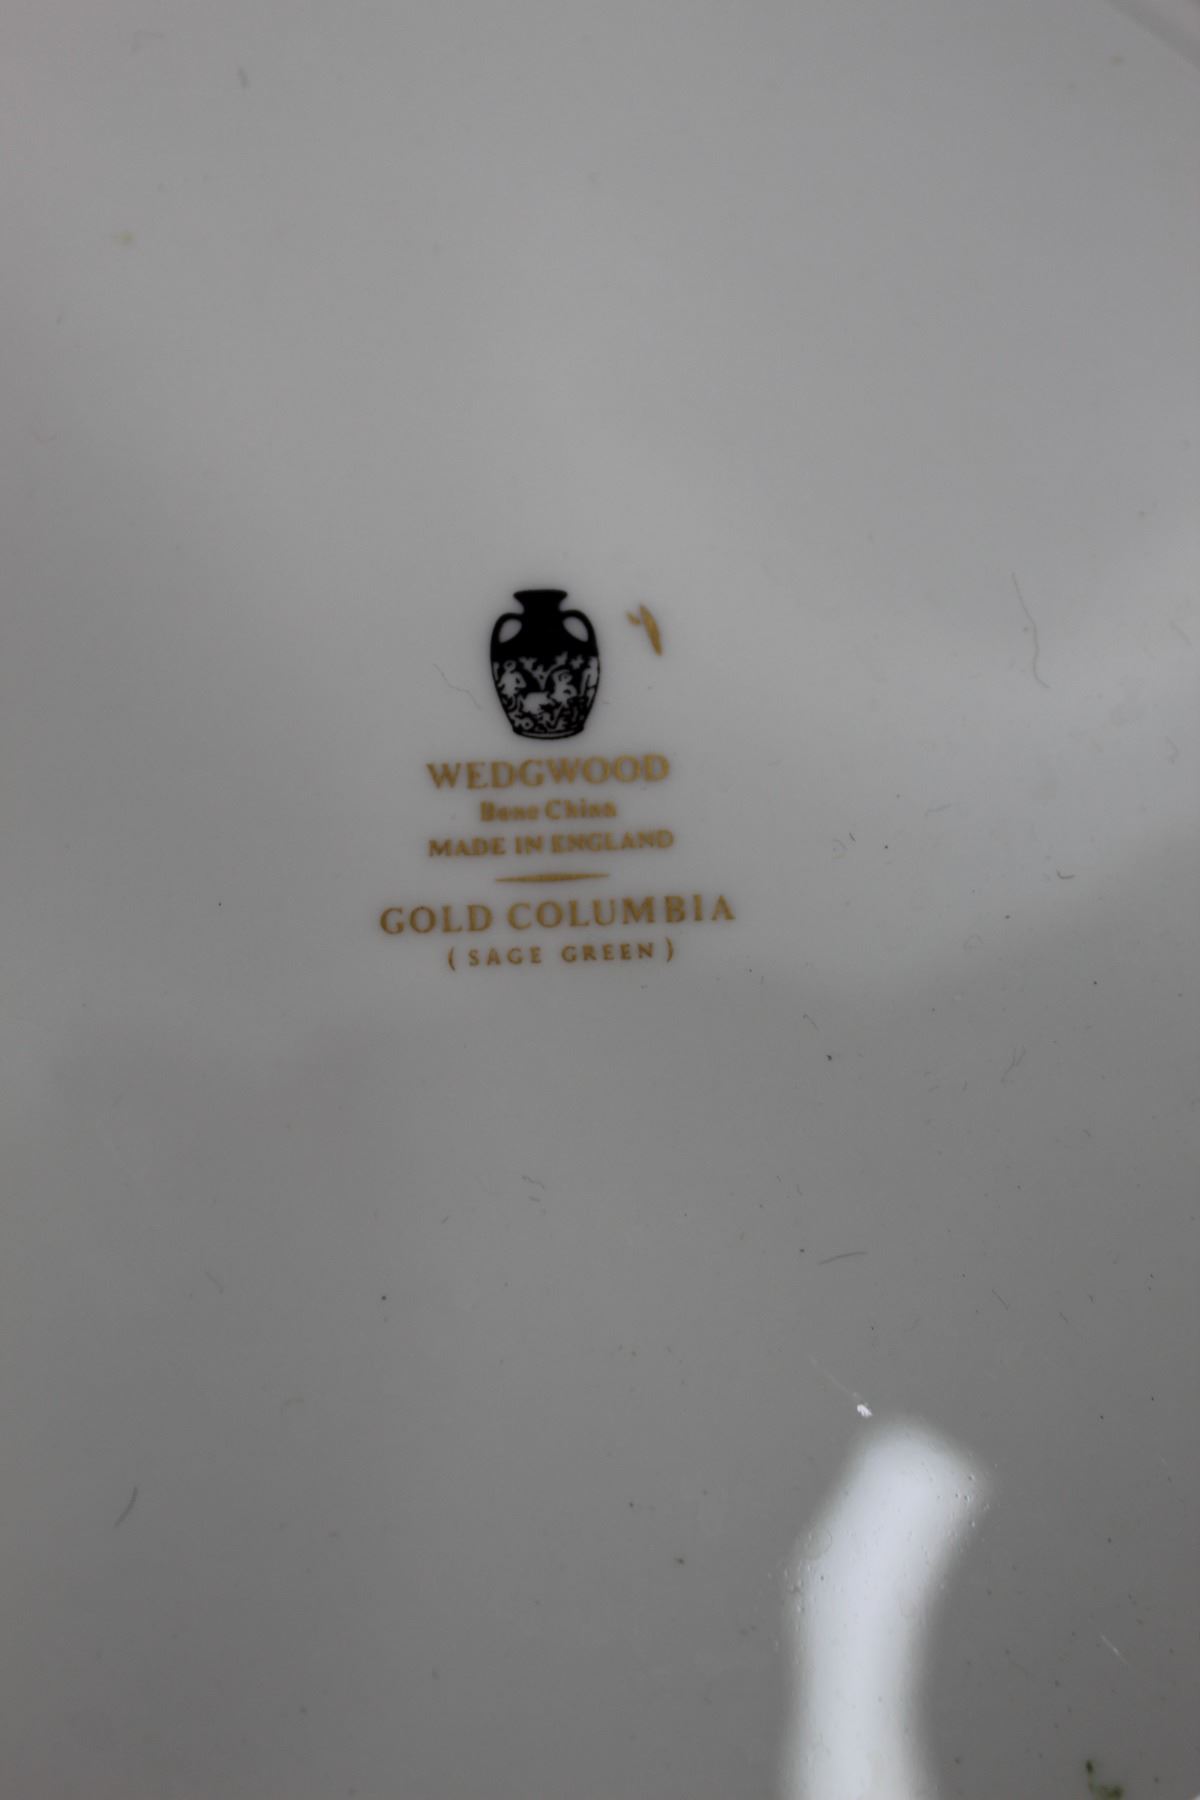 WEDGWOOD
Bone China
MADE IN ENGLAND
GOLD COLUMBIA
( SAGE GREEN )